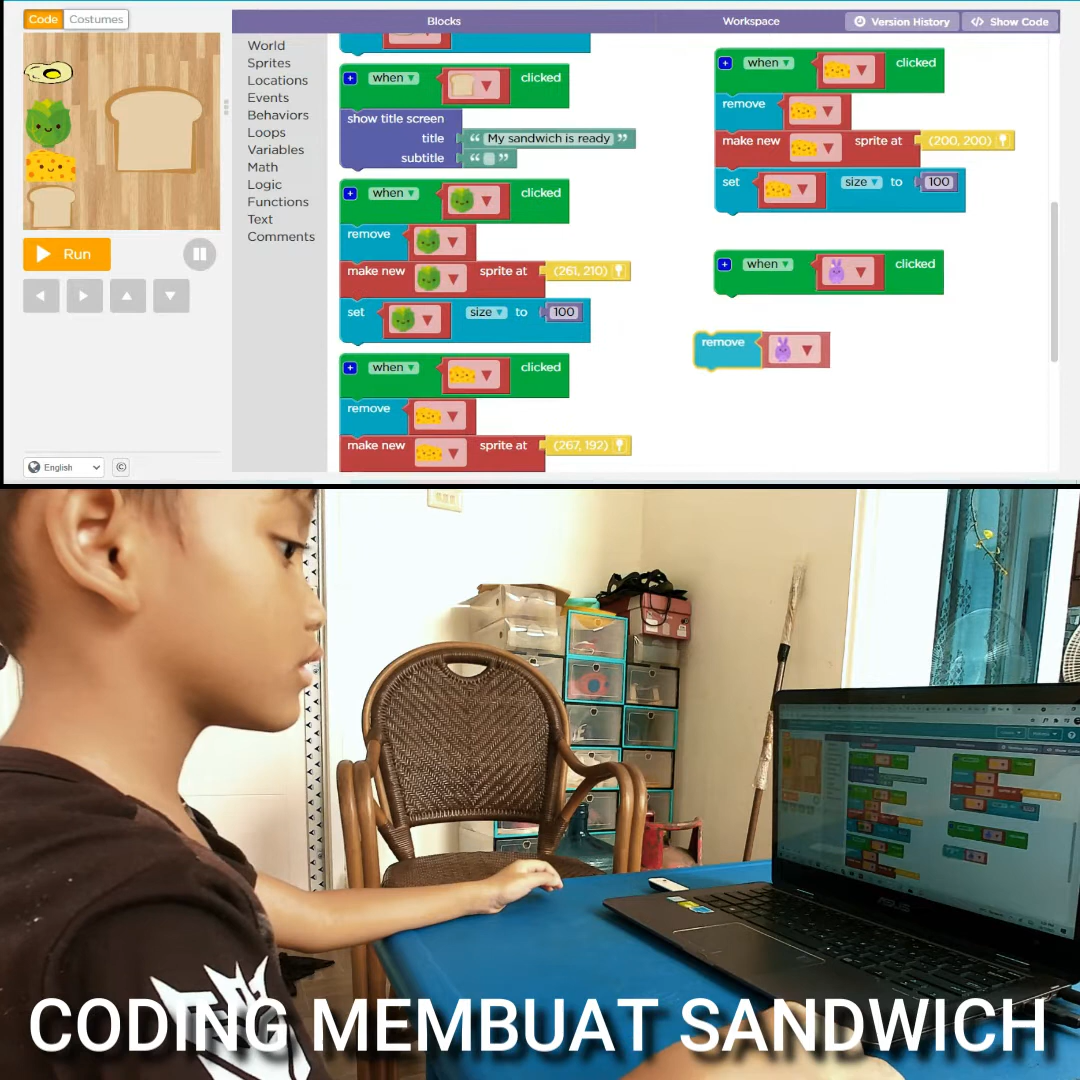 Code Costumes
Blocks
Workspace
Version History
Show Code
World
Sprites
Locations
Events
Behaviors
Loops
Variables
Math
Logic
Functions
Text
Comments
Run
English
when clicked
show title screen
title “ My sandwich is ready ”
subtitle “ ”
when clicked
remove
make new sprite at (261, 210)
set size to 100
when clicked
remove
make new sprite at (267, 192)
when clicked
remove
make new sprite at (200, 200)
set size to 100
when clicked
remove
ASUS
CODING MEMBUAT SANDWICH